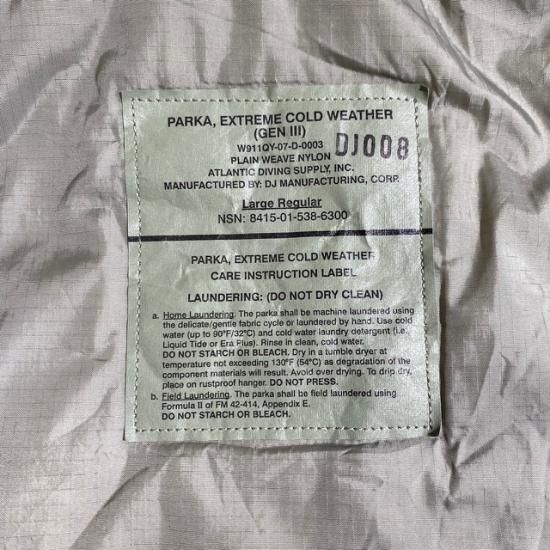 PARKA, EXTREME COLD WEATHER
(GEN III)
W911QY-07-D-0003 DJ008
PLAIN WEAVE NYLON
ATLANTIC DIVING SUPPLY, INC.
MANUFACTURED BY: DJ MANUFACTURING, CORP.
Large Regular
NSN: 8415-01-538-6300
PARKA, EXTREME COLD WEATHER
CARE INSTRUCTION LABEL
LAUNDERING: (DO NOT DRY CLEAN)
a. Home Laundering. The parka shall be machine laundered using
the delicate/gentle fabric cycle or laundered by hand. Use cold
water (up to 90°F/32°C) and cold water laundry detergent (i.e.
Liquid Tide or Era Plus). Rinse in clean, cold water.
DO NOT STARCH OR BLEACH. Dry in a tumble dryer at
temperature not exceeding 130°F (54°C) as degradation of the
component materials will result. Avoid over drying. To drip dry,
place on rustproof hanger. DO NOT PRESS.
b. Field Laundering. The parka shall be field laundered using
Formula II of FM 42-414, Appendix E.
DO NOT STARCH OR BLEACH.